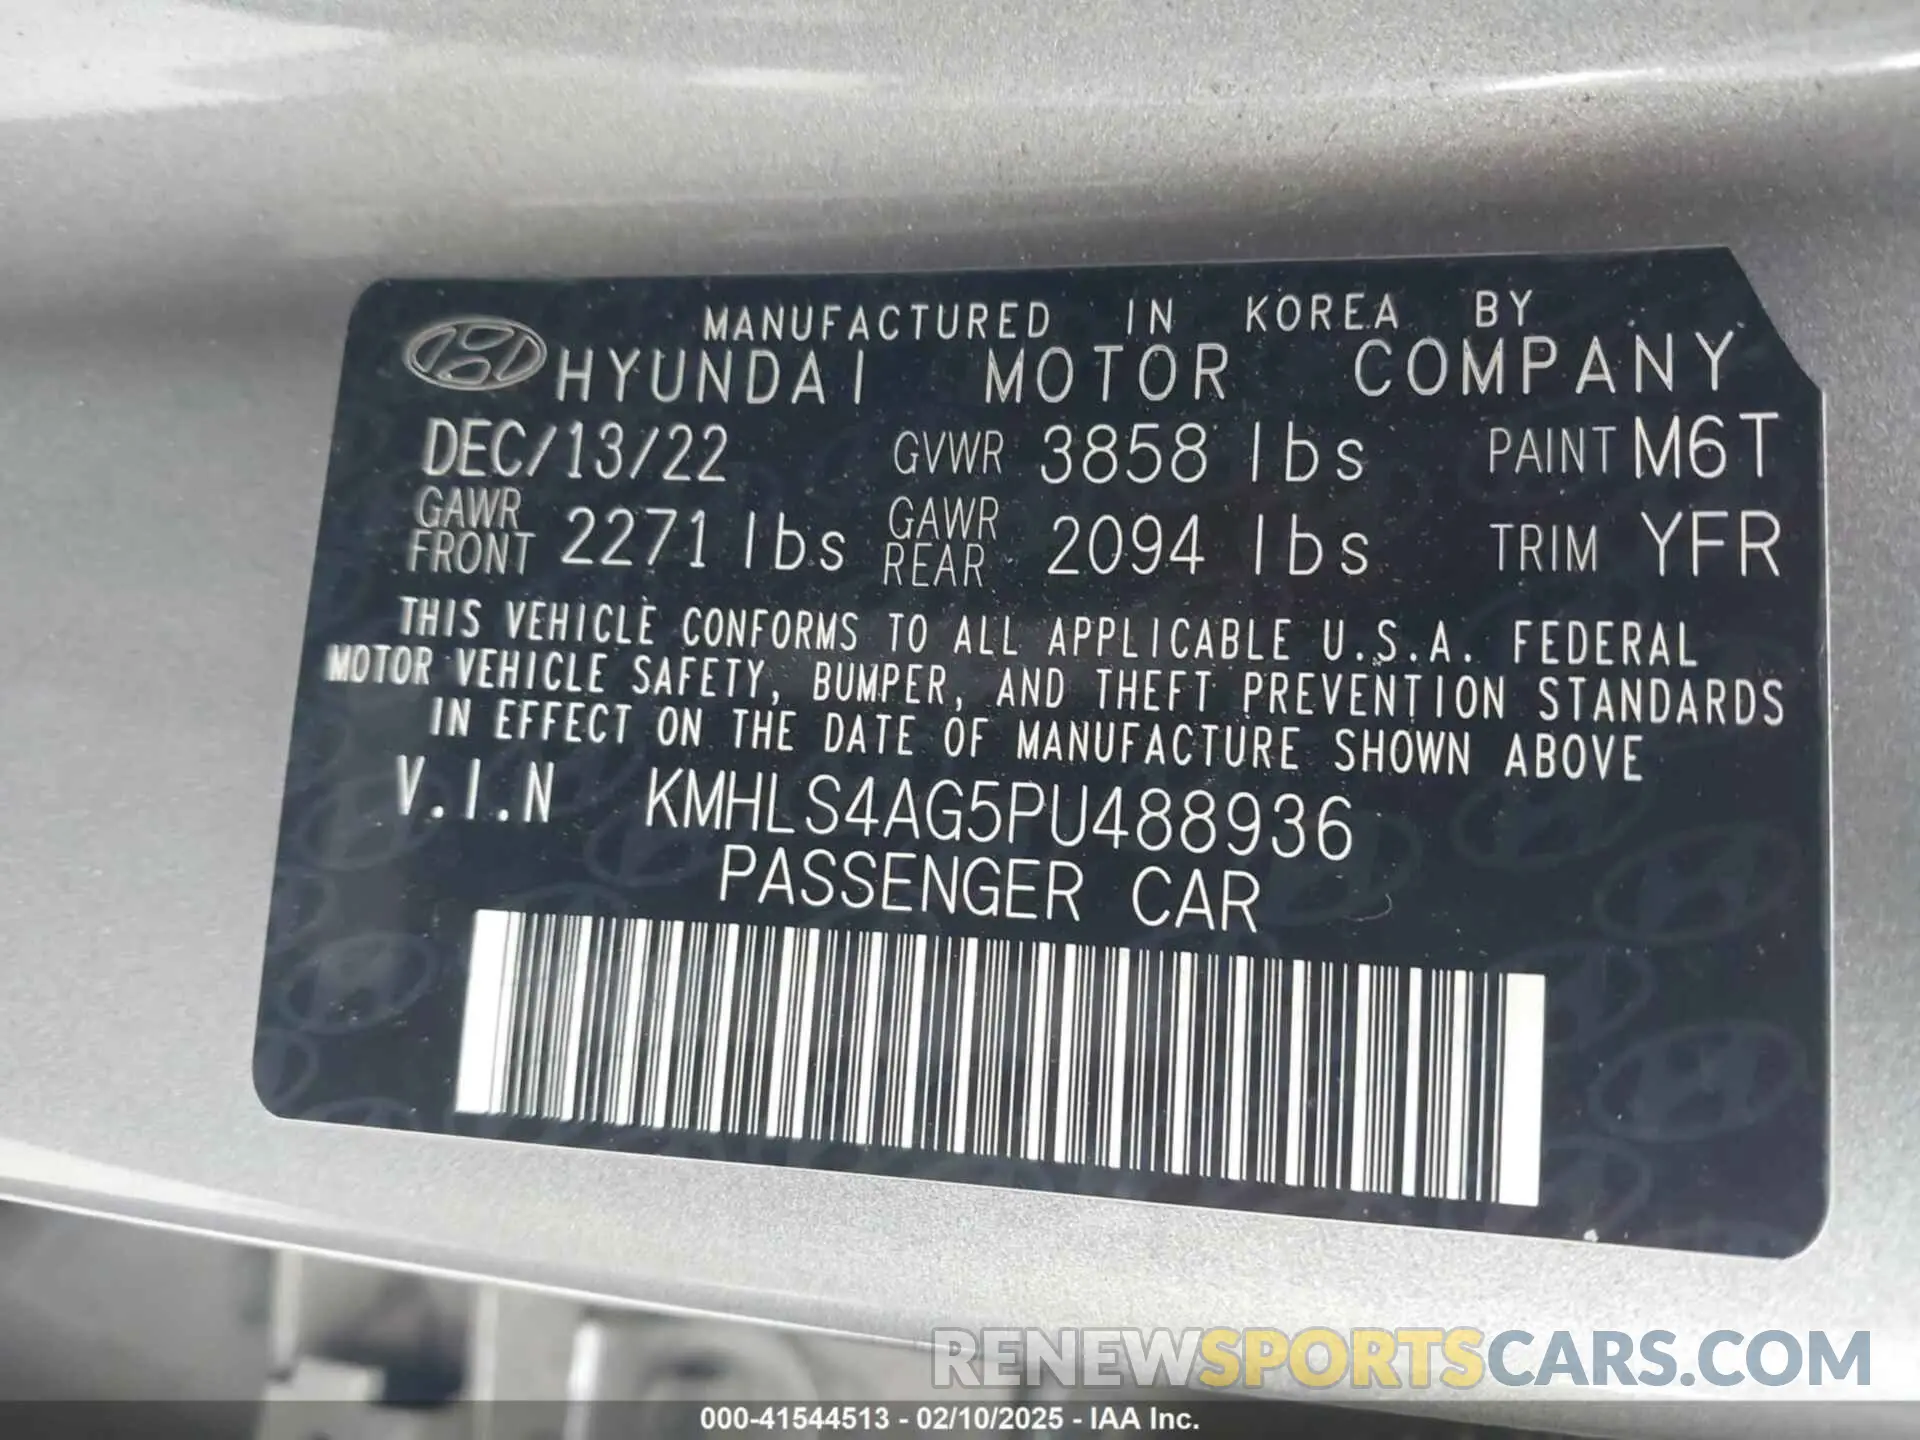 MANUFACTURED IN KOREA BY
HYUNDAI MOTOR COMPANY
DEC/13/22 GVWR 3858 lbs PAINT M6T
GAWR FRONT 2271 lbs GAWR REAR 2094 lbs TRIM YFR
THIS VEHICLE CONFORMS TO ALL APPLICABLE U.S.A. FEDERAL
MOTOR VEHICLE SAFETY, BUMPER, AND THEFT PREVENTION STANDARDS
IN EFFECT ON THE DATE OF MANUFACTURE SHOWN ABOVE
V.I.N KMHLS4AG5PU488936
PASSENGER CAR
RENEWSPORTSCARS.COM
000-41544513 - 02/10/2025 - IAA Inc.